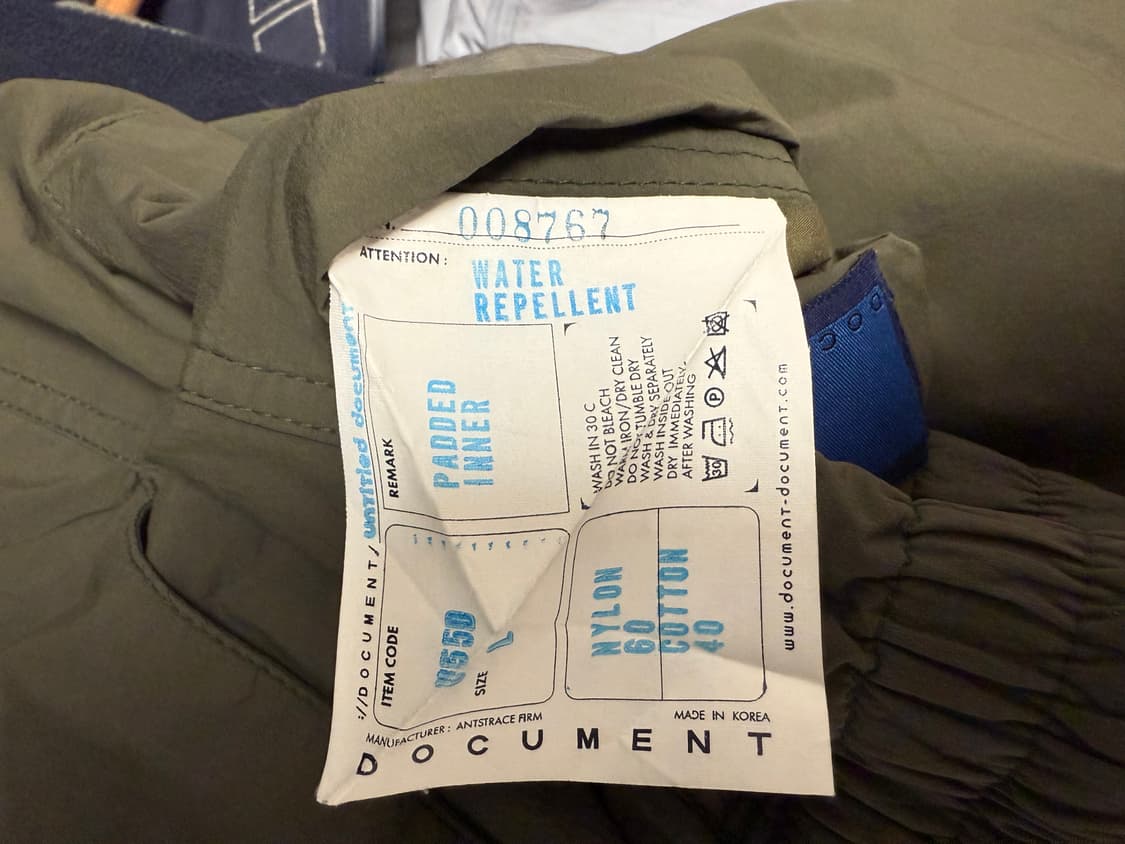 008767
ATTENTION :
WATER
REPELLENT
REMARK
PADDED
INNER
WASH IN 30 C
DO NOT BLEACH
WARM IRON/DRY CLEAN
DO NOT TUMBLE DRY
WASH & DRY SEPARATELY
WASH INSIDE OUT
DRY IMMEDIATELY
AFTER WASHING
30
P
://DOCUMENT/ untitled document
ITEM CODE
SIZE
L
NYLON
60
COTTON
40
www.document-document.com
MANUFACTURER : ANTSTRACE FIRM
MADE IN KOREA
DOCUMENT